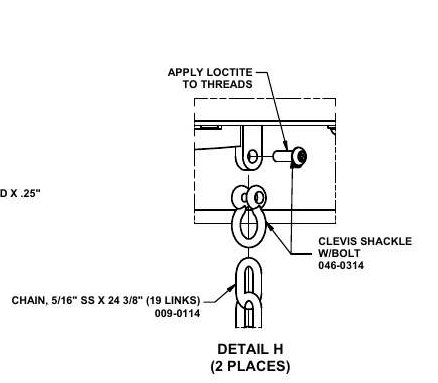 APPLY LOCTITE
TO THREADS
D X .25"
CLEVIS SHACKLE
W/BOLT
046-0314
CHAIN, 5/16" SS X 24 3/8" (19 LINKS)
009-0114
DETAIL H
(2 PLACES)